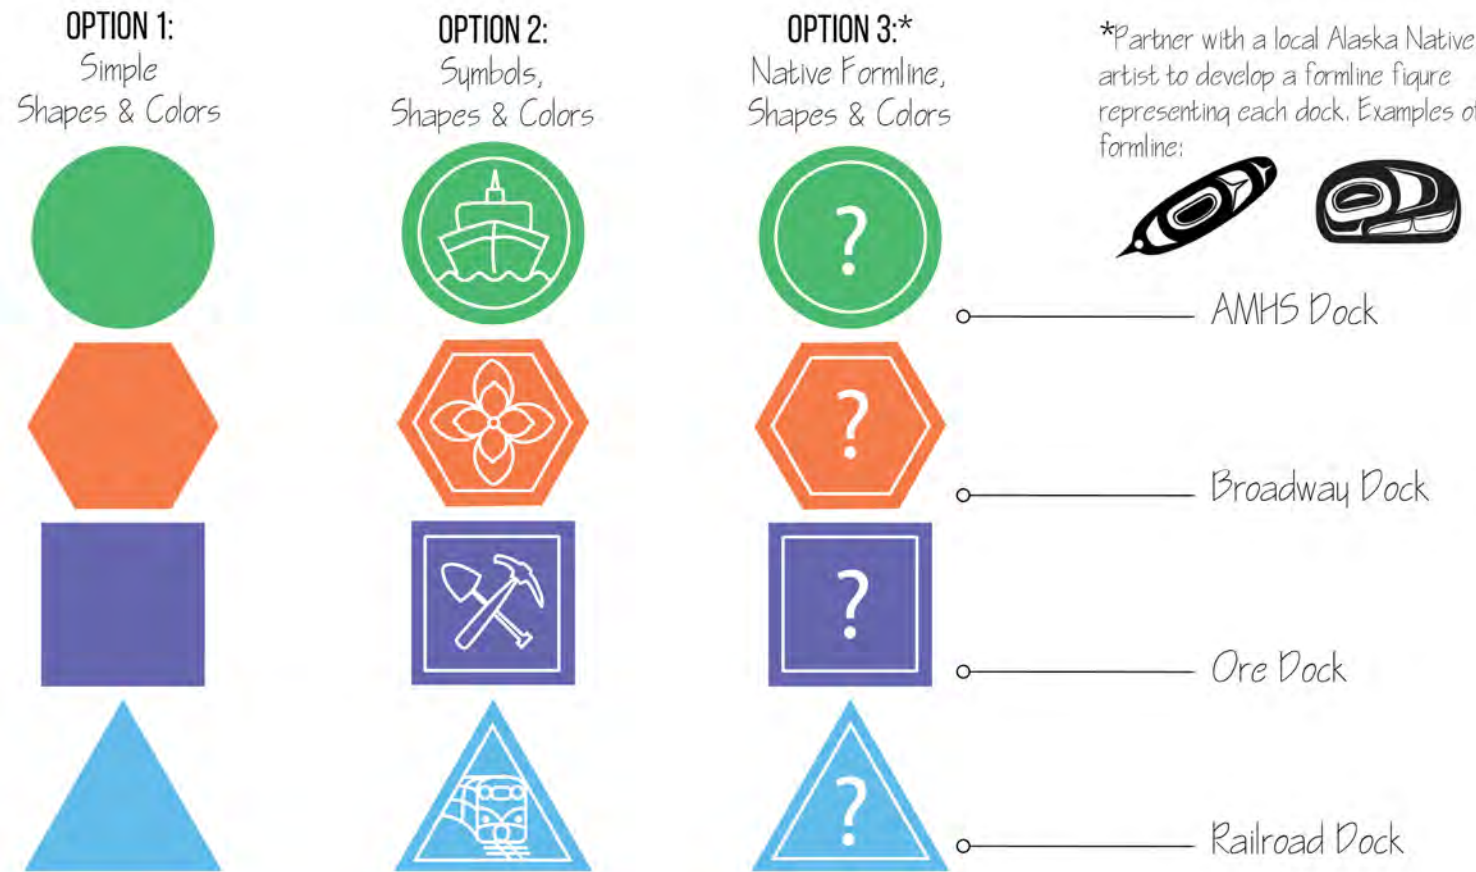 OPTION 1:
Simple
Shapes & Colors
OPTION 2:
Symbols,
Shapes & Colors
OPTION 3:*
Native Formline,
Shapes & Colors
*Partner with a local Alaska Native
artist to develop a formline figure
representing each dock. Examples of
formline:
?
AMHS Dock
?
Broadway Dock
?
Ore Dock
?
Railroad Dock